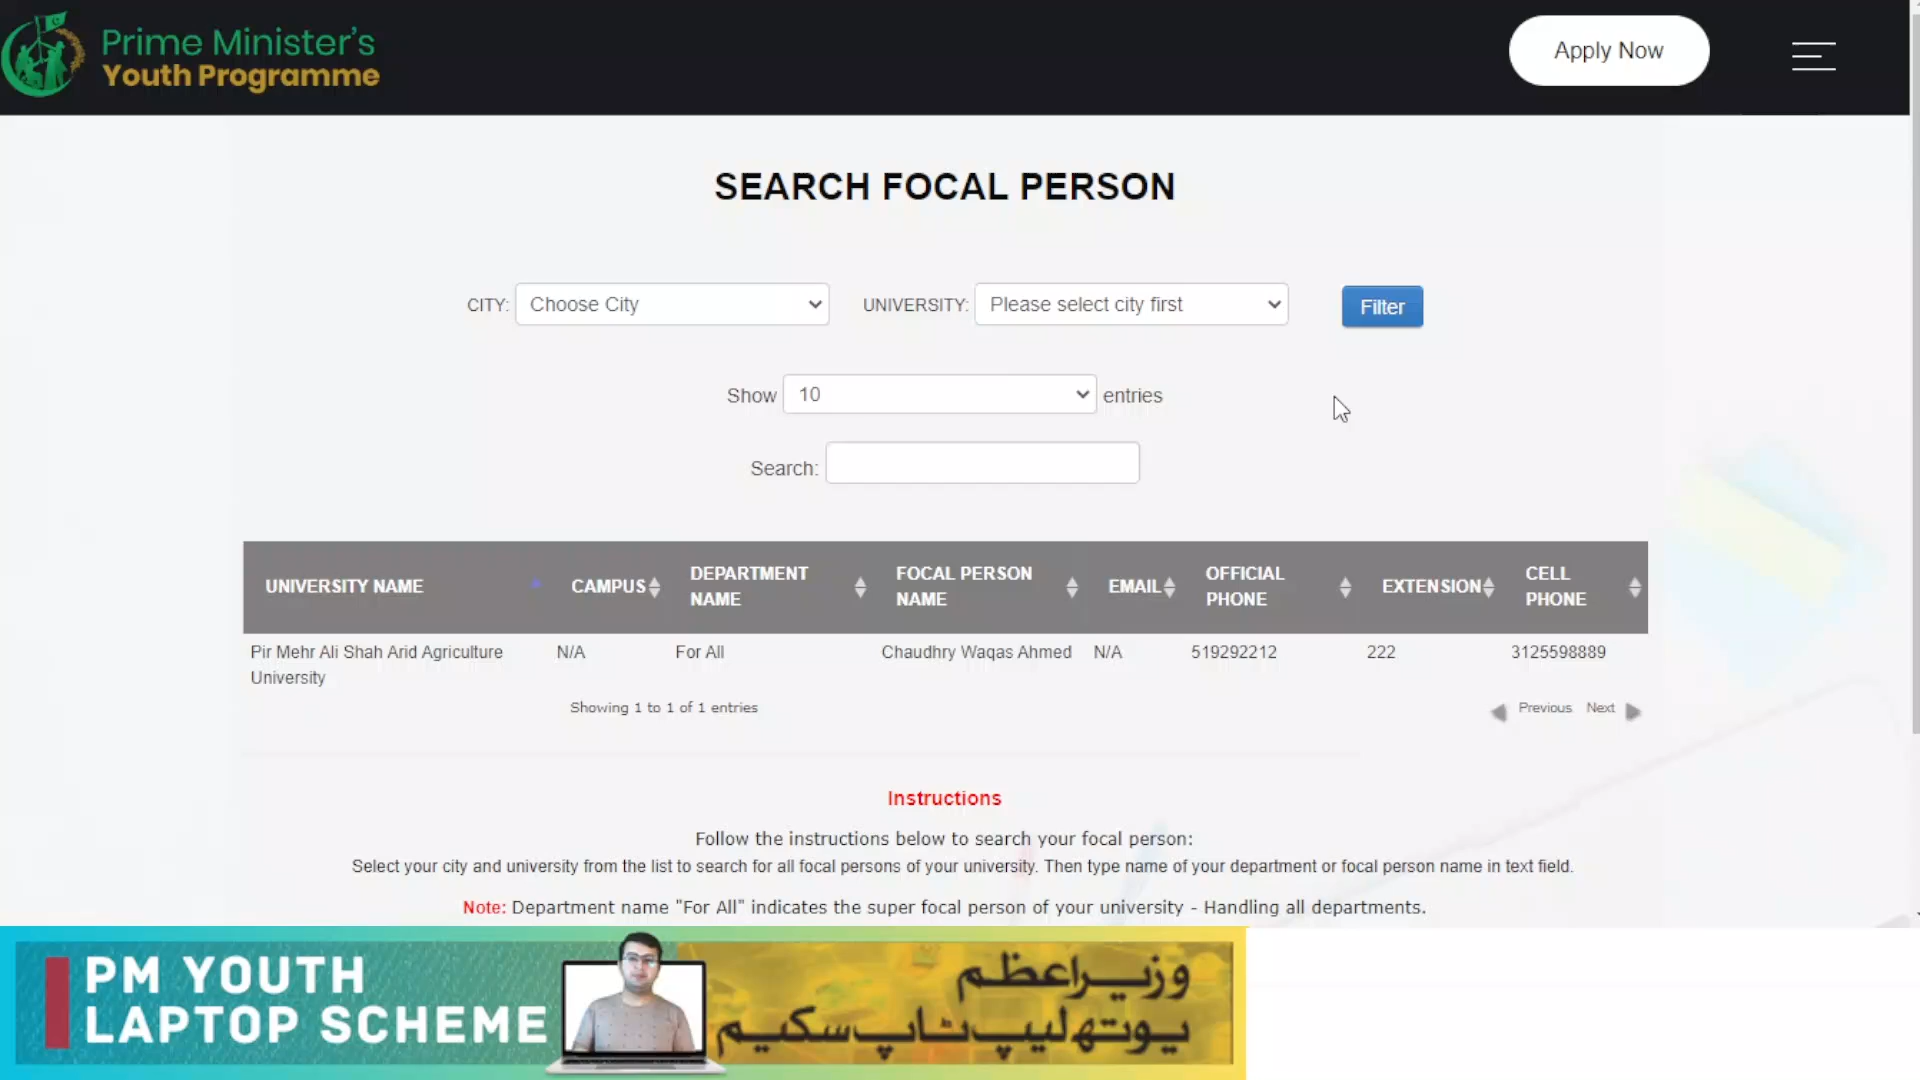 Prime Minister's
Youth Programme
Apply Now
SEARCH FOCAL PERSON
CITY: Choose City UNIVERSITY: Please select city first Filter
Show 10 entries
Search:
UNIVERSITY NAME CAMPUS DEPARTMENT NAME FOCAL PERSON NAME EMAIL OFFICIAL PHONE EXTENSION CELL PHONE
Pir Mehr Ali Shah Arid Agriculture University N/A For All Chaudhry Waqas Ahmed N/A 519292212 222 3125598889
Showing 1 to 1 of 1 entries Previous Next
Instructions
Follow the instructions below to search your focal person:
Select your city and university from the list to search for all focal persons of your university. Then type name of your department or focal person name in text field.
Note: Department name "For All" indicates the super focal person of your university - Handling all departments.
PM YOUTH
LAPTOP SCHEME
وزیراعظم
یوتھ لیپ ٹاپ سکیم